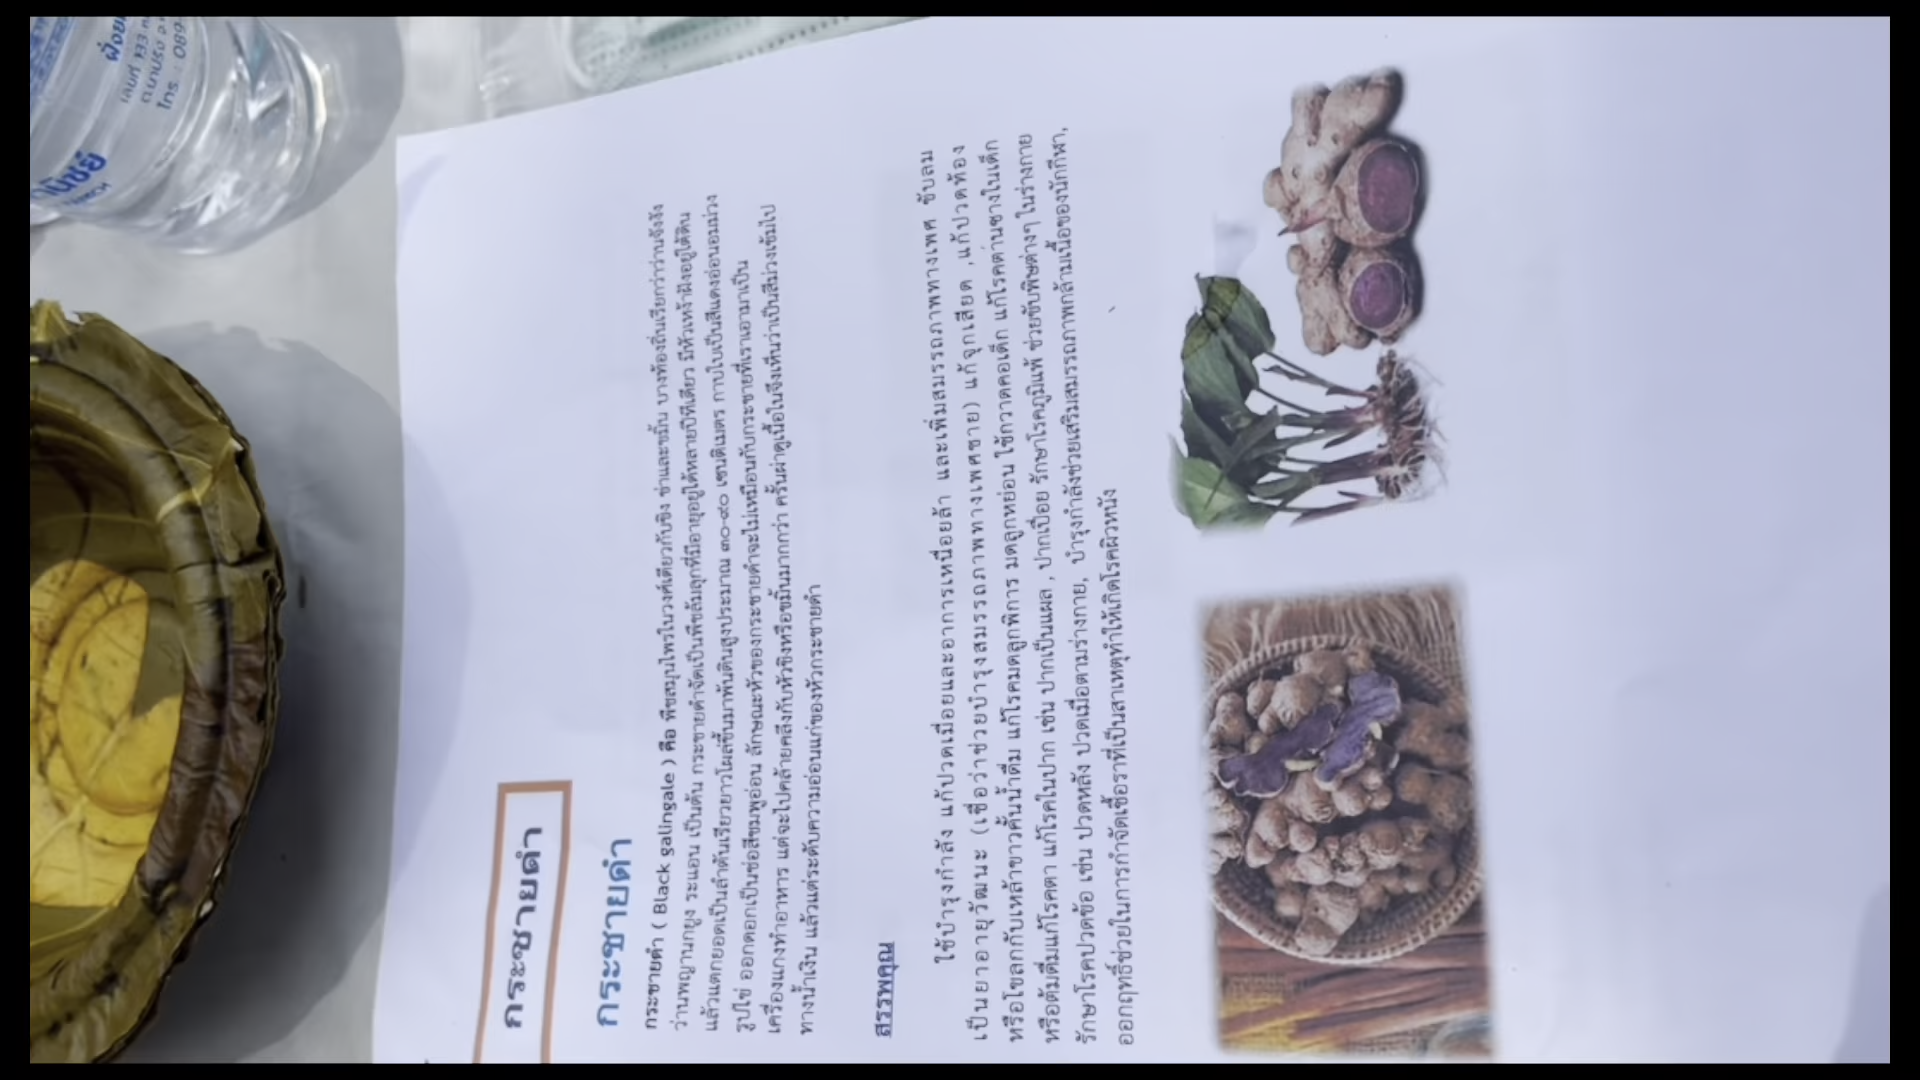 กระชายดำ
กระชายดำ
กระชายดำ ( Black galingale ) คือ พืชสมุนไพรในวงศ์เดียวกับขิง ข่าและขมิ้น บางท้องถิ่นเรียกว่าว่านจังงัง
ว่านพญานกยูง ระแอน เป็นต้น กระชายดำจัดเป็นพืชล้มลุกที่มีอายุอยู่ได้หลายปีทีเดียว มีหัวเหง้าฝังอยู่ใต้ดิน
แล้วแตกยอดเป็นลำต้นเรียวยาวโผล่ขึ้นมาพ้นดินสูงประมาณ ๓๐-๙๐ เซนติเมตร กาบใบเป็นสีแดงอ่อนอมม่วง
รูปไข่ ออกดอกเป็นช่อสีชมพูอ่อน ลักษณะหัวของกระชายดำจะไม่เหมือนกับกระชายที่เราเอามาเป็น
เครื่องแกงทำอาหาร แต่จะไปคล้ายคลึงกับหัวขิงหรือขมิ้นมากกว่า ครั้นผ่าดูเนื้อในจึงเห็นว่าเป็นสีม่วงเข้มไป
ทางน้ำเงิน แล้วแต่ระดับความอ่อนแก่ของหัวกระชายดำ
สรรพคุณ
ใช้บำรุงกำลัง แก้ปวดเมื่อยและอาการเหนื่อยล้า และเพิ่มสมรรถภาพทางเพศ ขับลม
เป็นยาอายุวัฒนะ (เชื่อว่าช่วยบำรุงสมรรถภาพทางเพศชาย) แก้จุกเสียด ,แก้ปวดท้อง
หรือโขลกกับเหล้าขาวคั้นน้ำดื่ม แก้โรคมดลูกพิการ มดลูกหย่อน ใช้กวาดคอเด็ก แก้โรคตานซางในเด็ก
หรือต้มดื่มแก้โรคตา แก้โรคในปาก เช่น ปากเป็นแผล , ปากเปื่อย รักษาโรคภูมิแพ้ ช่วยขับพิษต่างๆ ในร่างกาย
รักษาโรคปวดข้อ เช่น ปวดหลัง ปวดเมื่อตามร่างกาย, บำรุงกำลังช่วยเสริมสมรรถภาพกล้ามเนื้อของนักกีฬา,
ออกฤทธิ์ช่วยในการกำจัดเชื้อราที่เป็นสาเหตุทำให้เกิดโรคผิวหนัง